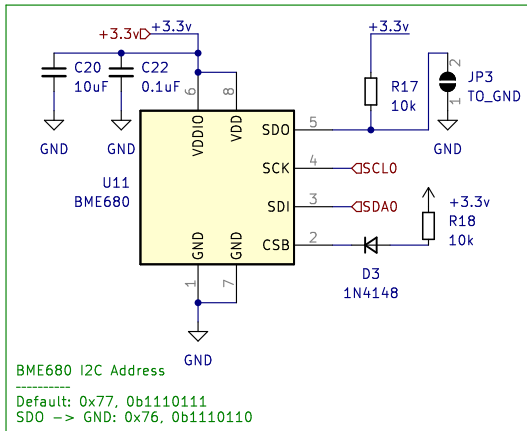 +3.3v +3.3v
+3.3v
C20
10uF
C22
0.1uF
GND
GND
6
8
VDDIO
VDD
U11
BME680
SDO
5
SCK
4
SCL0
SDI
3
SDA0
CSB
2
GND
GND
1
7
GND
R17
10k
JP3
TO_GND
2
1
GND
+3.3v
R18
10k
D3
1N4148
BME680 I2C Address
----------
Default: 0x77, 0b1110111
SDO -> GND: 0x76, 0b1110110